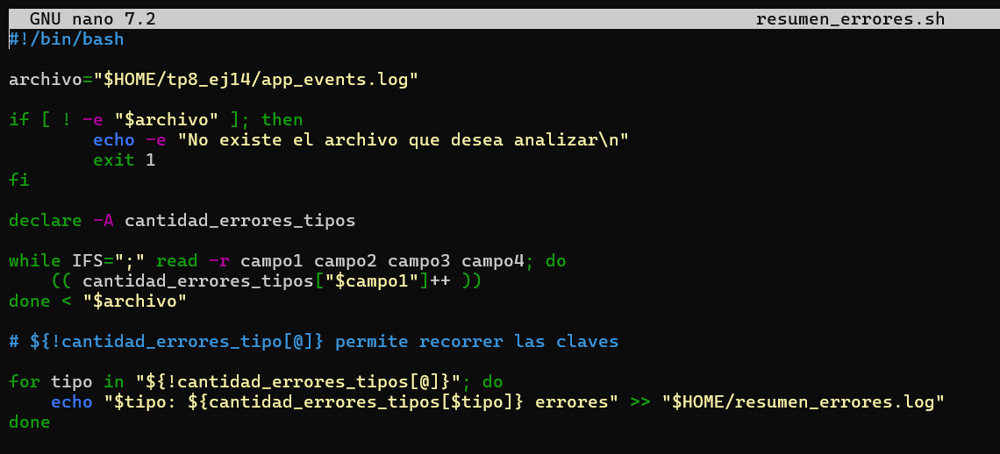 GNU nano 7.2 resumen_errores.sh
#!/bin/bash
archivo="$HOME/tp8_ej14/app_events.log"
if [ ! -e "$archivo" ]; then
echo -e "No existe el archivo que desea analizar\n"
exit 1
fi
declare -A cantidad_errores_tipos
while IFS=";" read -r campo1 campo2 campo3 campo4; do
(( cantidad_errores_tipos["$campo1"]++ ))
done < "$archivo"
# ${!cantidad_errores_tipo[@]} permite recorrer las claves
for tipo in "${!cantidad_errores_tipos[@]}"; do
echo "$tipo: ${cantidad_errores_tipos[$tipo]} errores" >> "$HOME/resumen_errores.log"
done